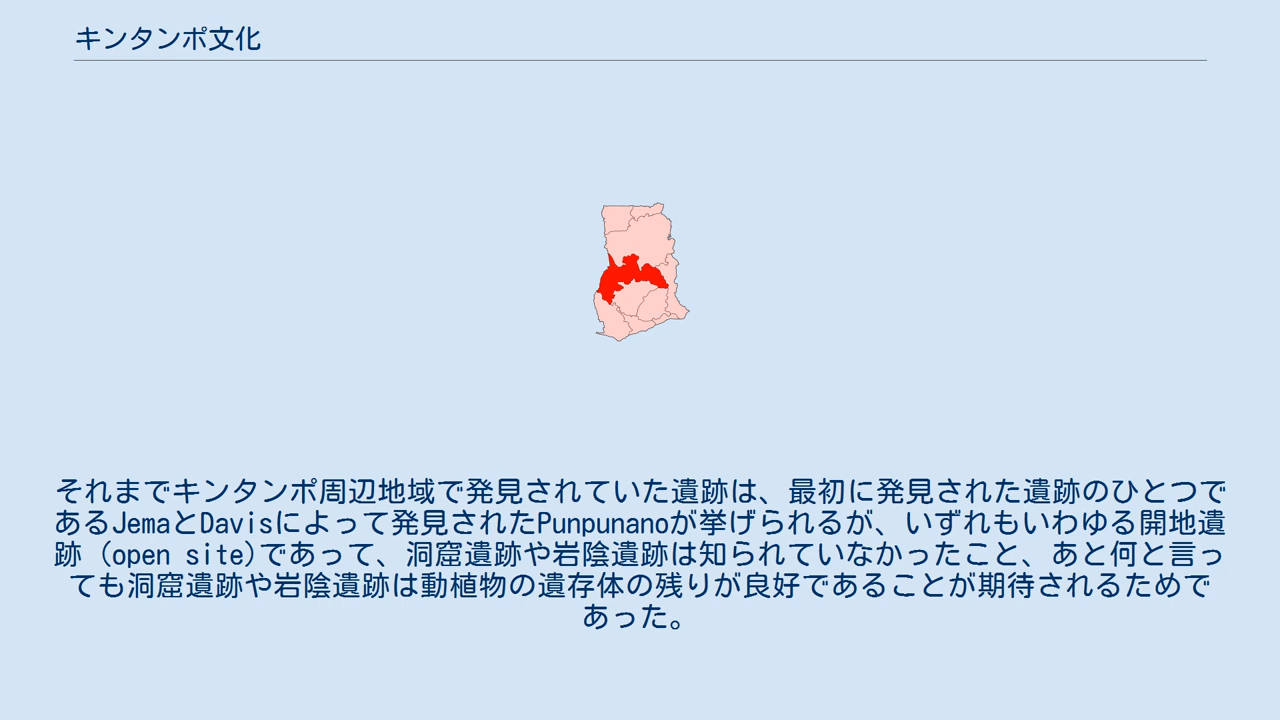 キンタンポ文化
それまでキンタンポ周辺地域で発見されていた遺跡は、最初に発見された遺跡のひとつで
あるJemaとDavisによって発見されたPunpunanoが挙げられるが、いずれもいわゆる開地遺
跡 (open site)であって、洞窟遺跡や岩陰遺跡は知られていなかったこと、あと何と言っ
ても洞窟遺跡や岩陰遺跡は動植物の遺存体の残りが良好であることが期待されるためで
あった。